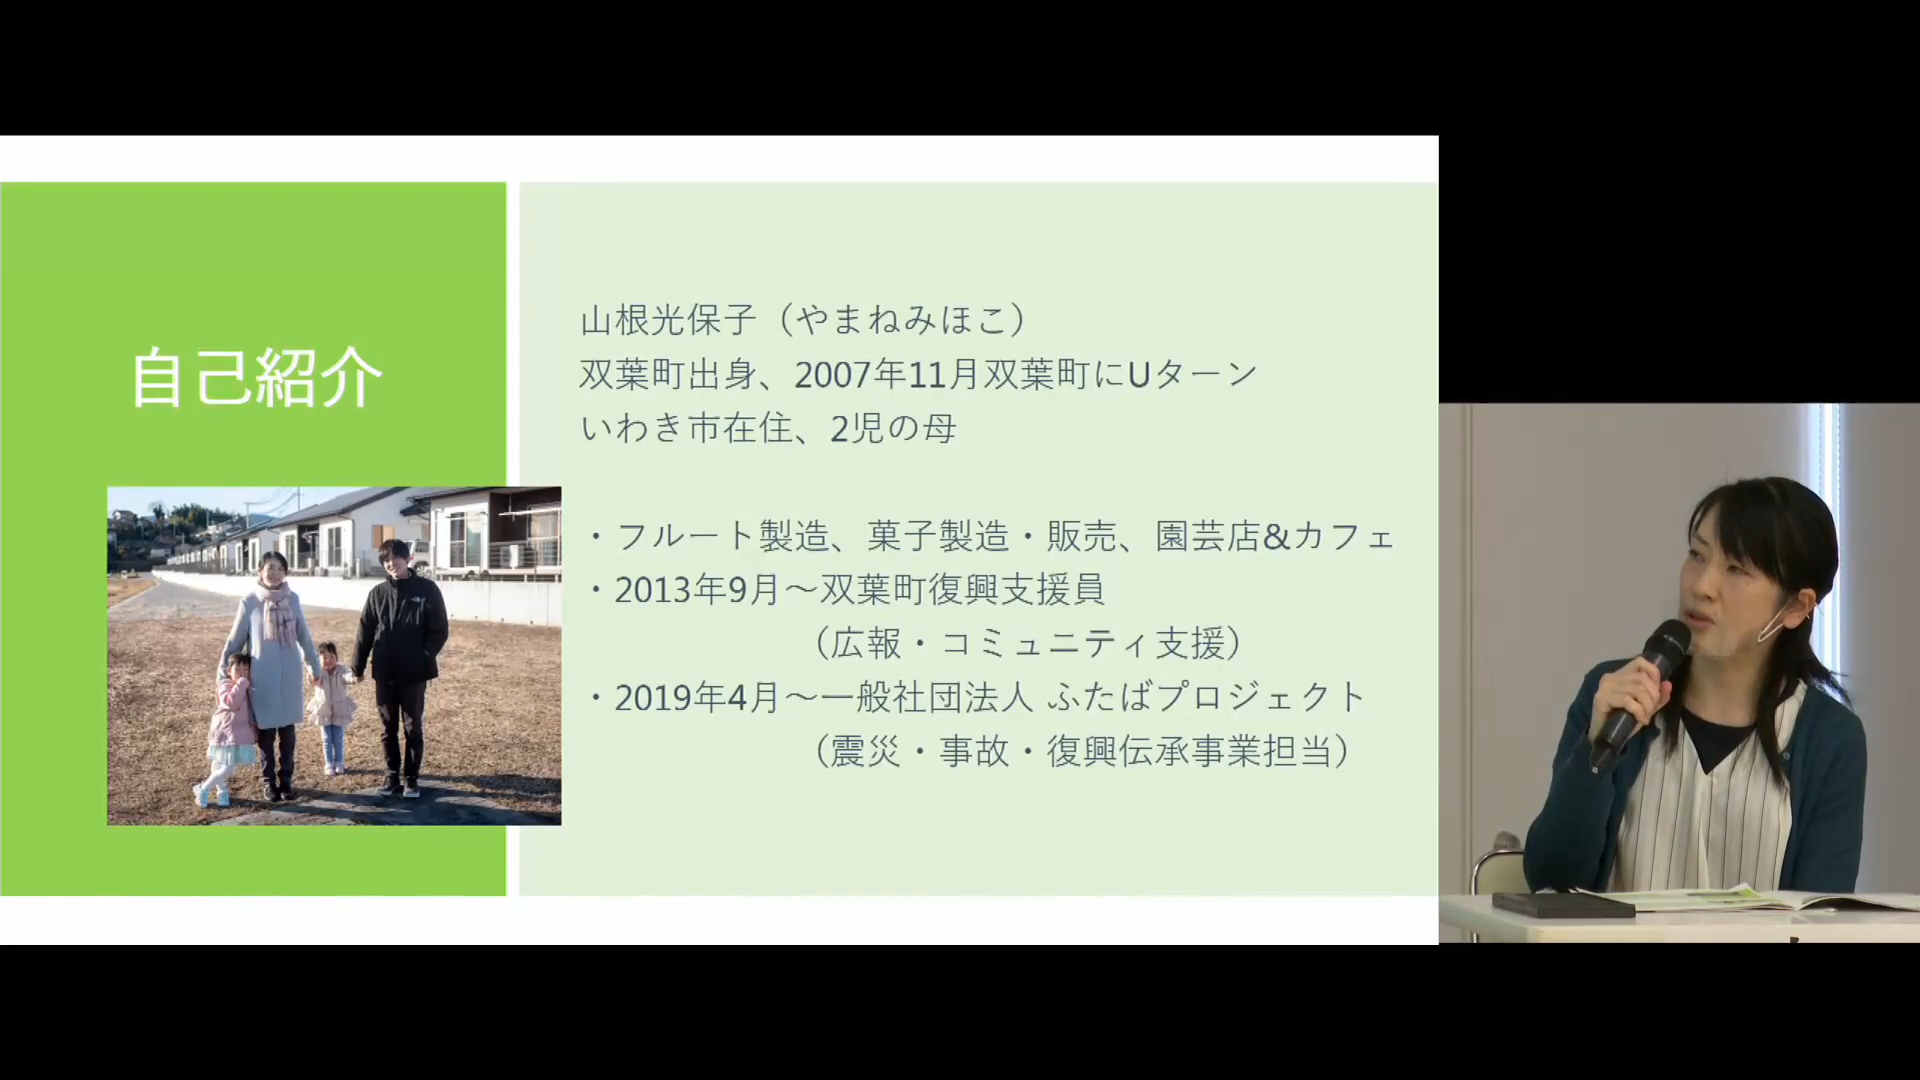 自己紹介
山根光保子（やまねみほこ）
双葉町出身、2007年11月双葉町にUターン
いわき市在住、2児の母
・フルート製造、菓子製造・販売、園芸店&カフェ
・2013年9月～双葉町復興支援員
（広報・コミュニティ支援）
・2019年4月～一般社団法人 ふたばプロジェクト
（震災・事故・復興伝承事業担当）